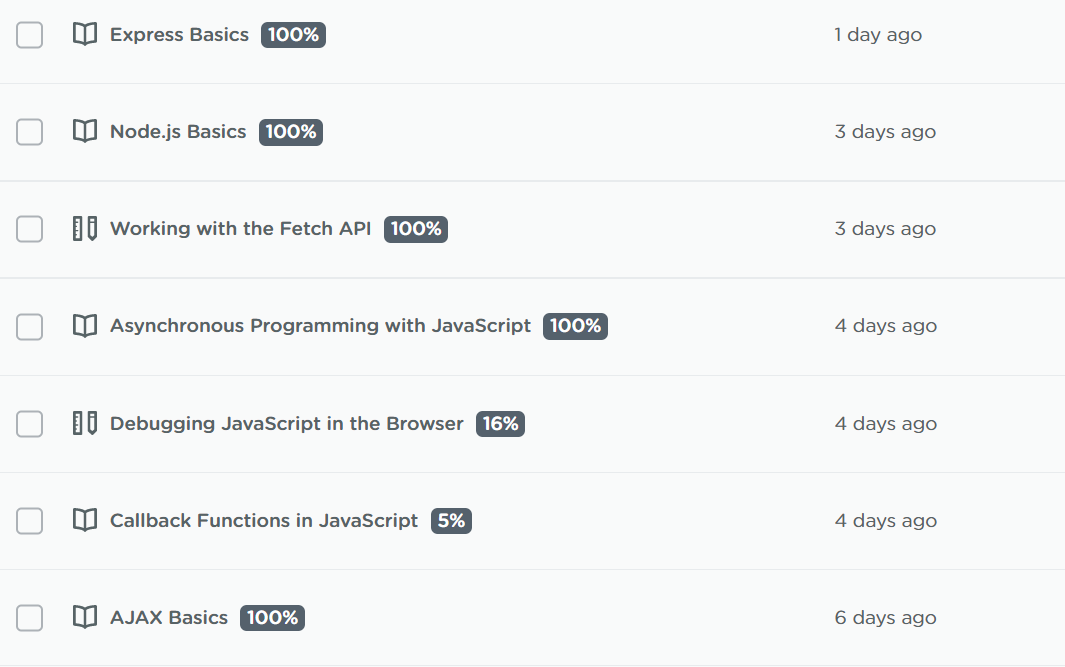 Express Basics 100% 1 day ago
Node.js Basics 100% 3 days ago
Working with the Fetch API 100% 3 days ago
Asynchronous Programming with JavaScript 100% 4 days ago
Debugging JavaScript in the Browser 16% 4 days ago
Callback Functions in JavaScript 5% 4 days ago
AJAX Basics 100% 6 days ago